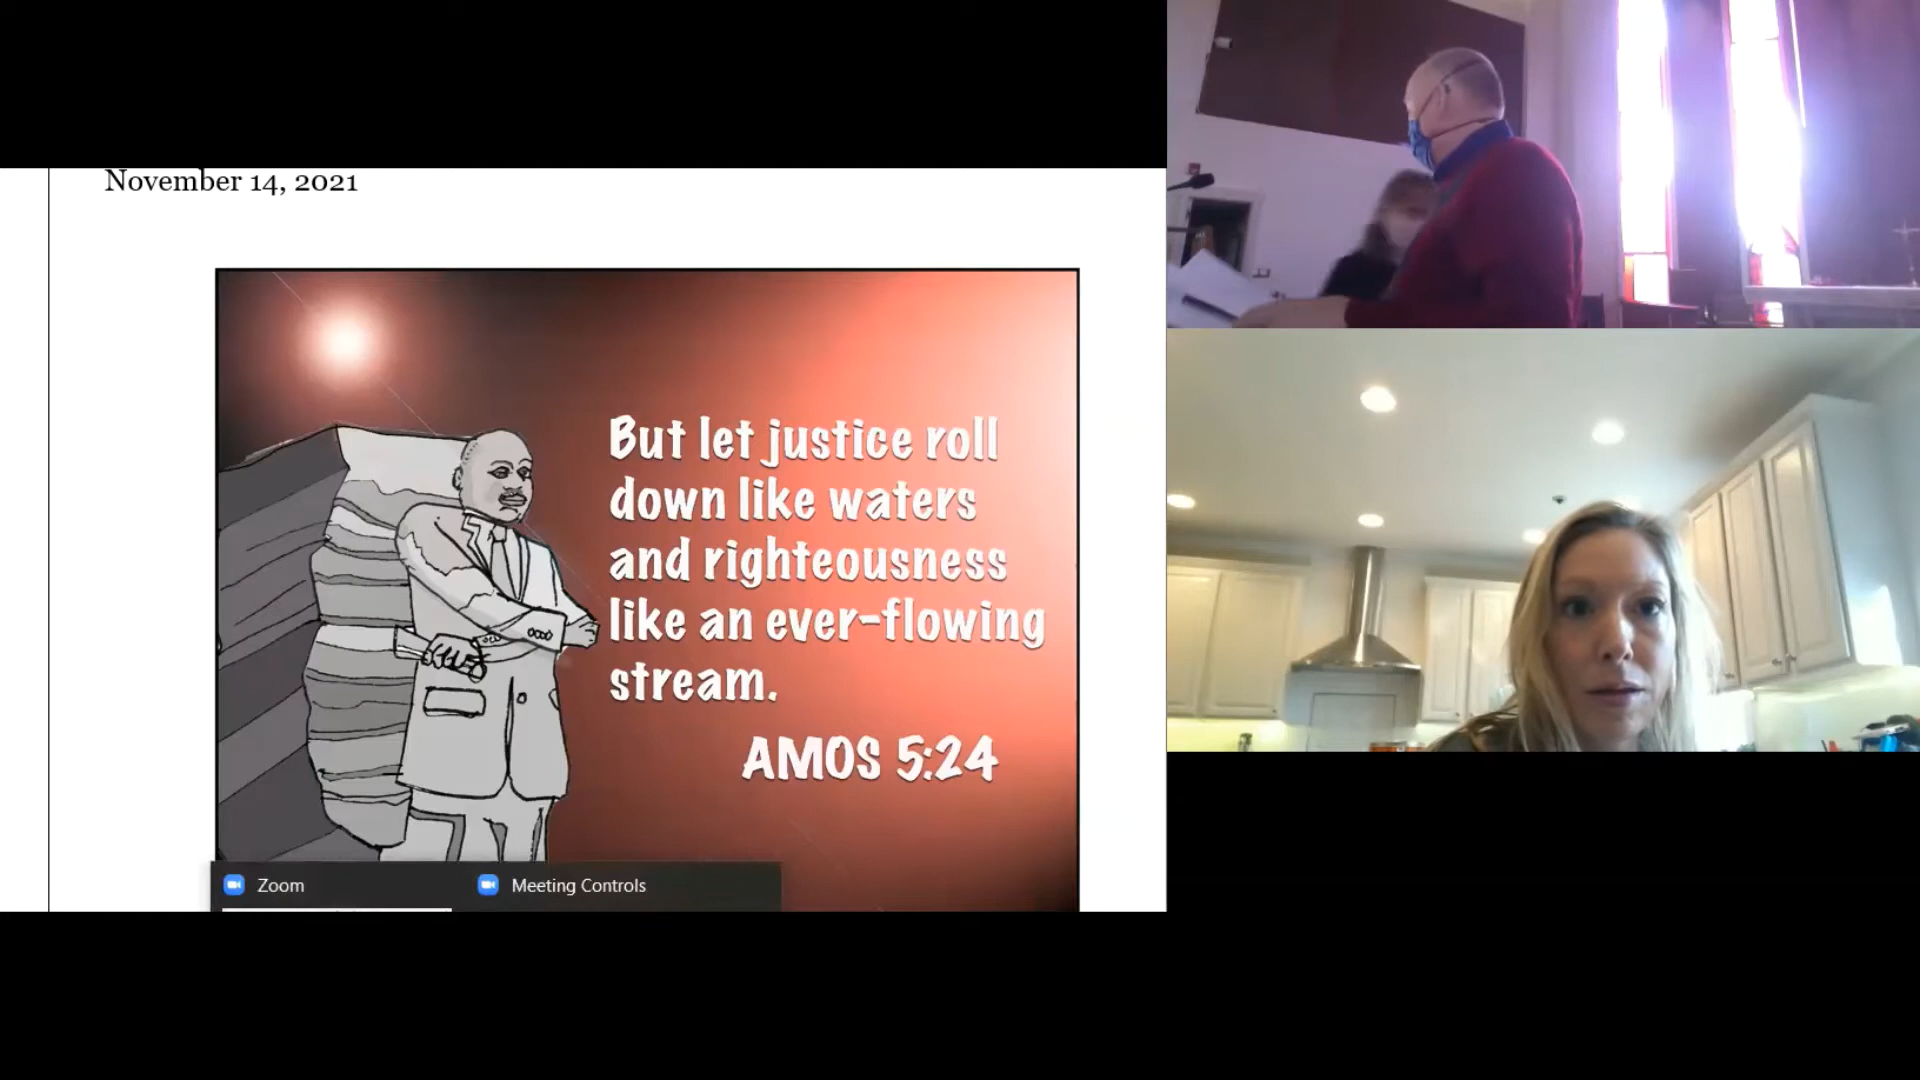 November 14, 2021
But let justice roll
down like waters
and righteousness
like an ever-flowing
stream.
AMOS 5:24
Zoom
Meeting Controls